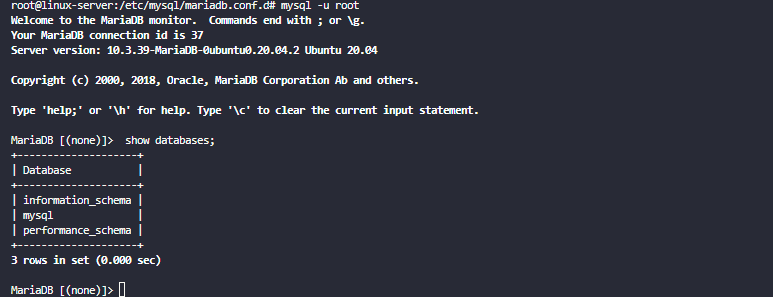 root@linux-server:/etc/mysql/mariadb.conf.d# mysql -u root
Welcome to the MariaDB monitor.  Commands end with ; or \g.
Your MariaDB connection id is 37
Server version: 10.3.39-MariaDB-0ubuntu0.20.04.2 Ubuntu 20.04

Copyright (c) 2000, 2018, Oracle, MariaDB Corporation Ab and others.

Type 'help;' or '\h' for help. Type '\c' to clear the current input statement.

MariaDB [(none)]>  show databases;
+--------------------+
| Database           |
+--------------------+
| information_schema |
| mysql              |
| performance_schema |
+--------------------+
3 rows in set (0.000 sec)

MariaDB [(none)]>